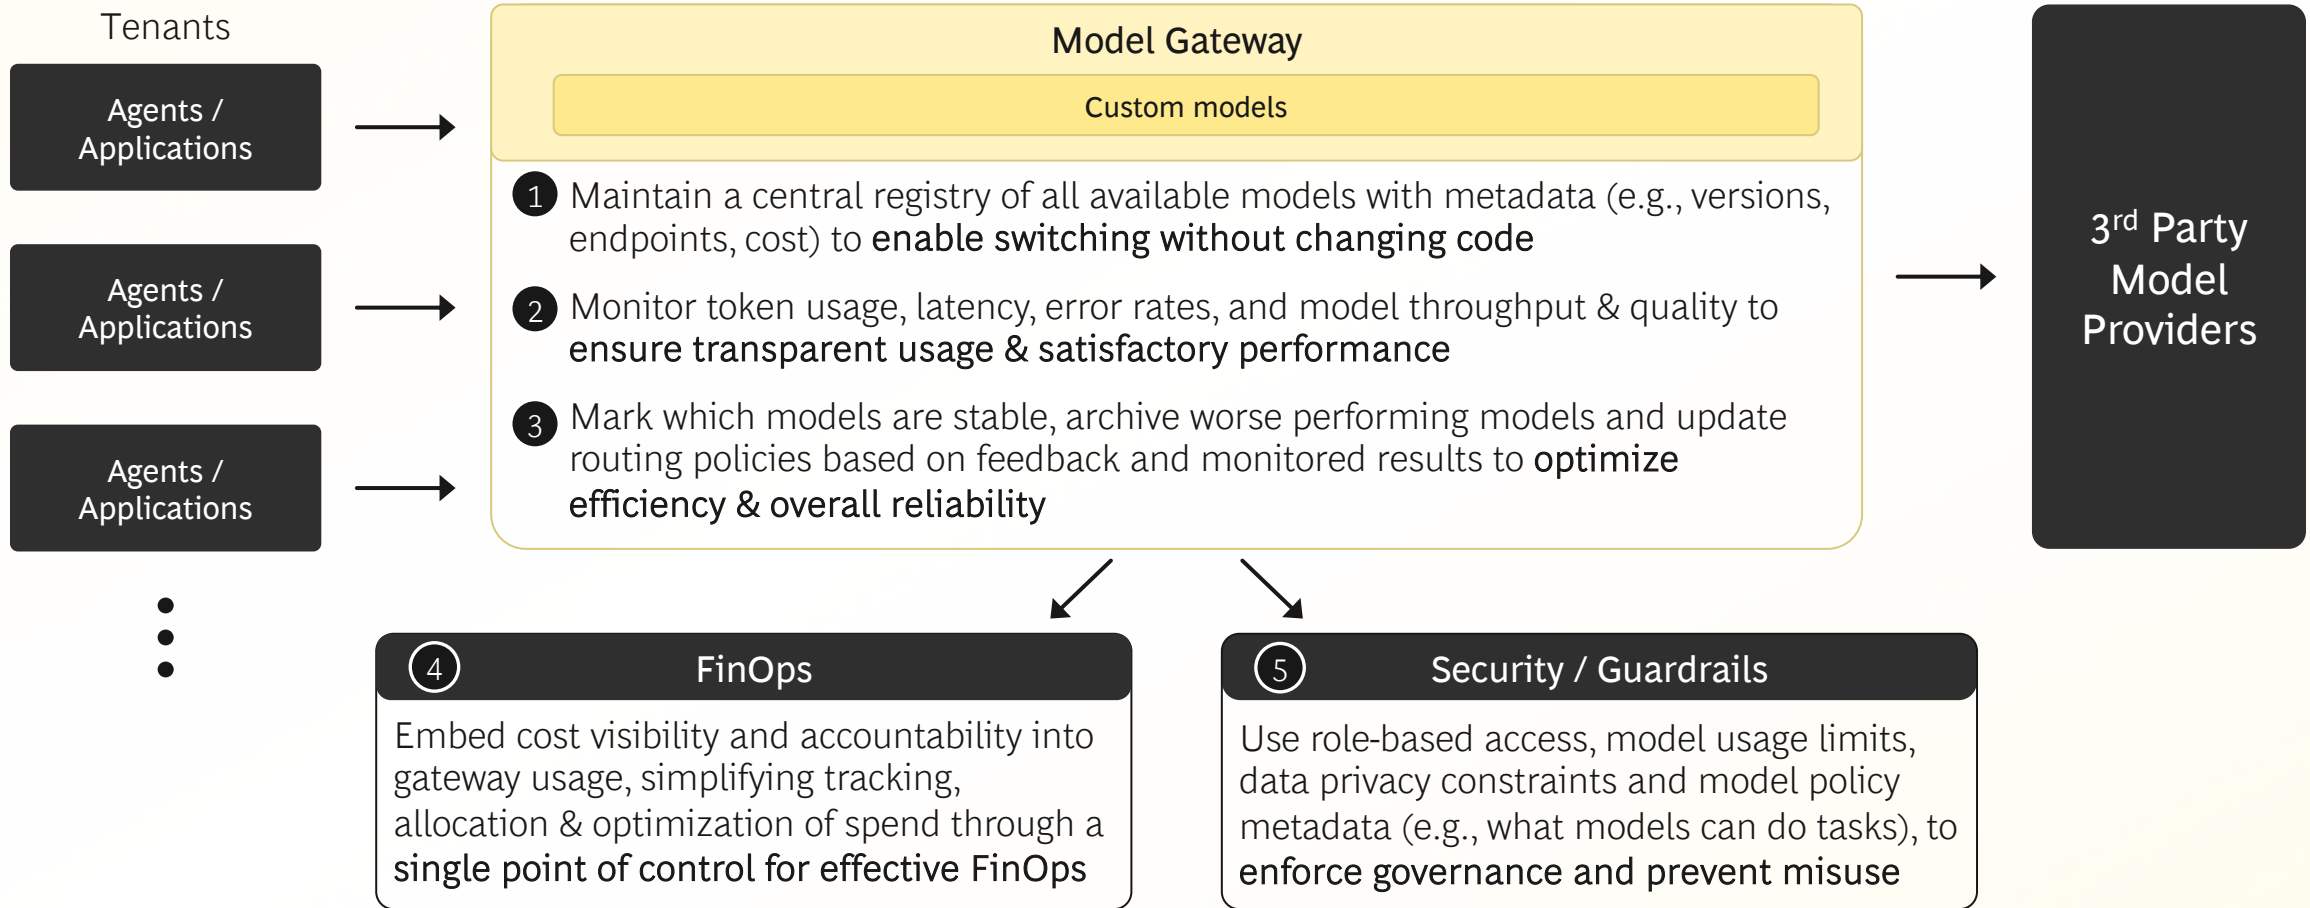 Tenants
Agents /
Applications
Agents /
Applications
Agents /
Applications
Model Gateway
Custom models
1 Maintain a central registry of all available models with metadata (e.g., versions,
endpoints, cost) to enable switching without changing code
2 Monitor token usage, latency, error rates, and model throughput & quality to
ensure transparent usage & satisfactory performance
3 Mark which models are stable, archive worse performing models and update
routing policies based on feedback and monitored results to optimize
efficiency & overall reliability
3rd Party
Model
Providers
4 FinOps
Embed cost visibility and accountability into
gateway usage, simplifying tracking,
allocation & optimization of spend through a
single point of control for effective FinOps
5 Security / Guardrails
Use role-based access, model usage limits,
data privacy constraints and model policy
metadata (e.g., what models can do tasks), to
enforce governance and prevent misuse